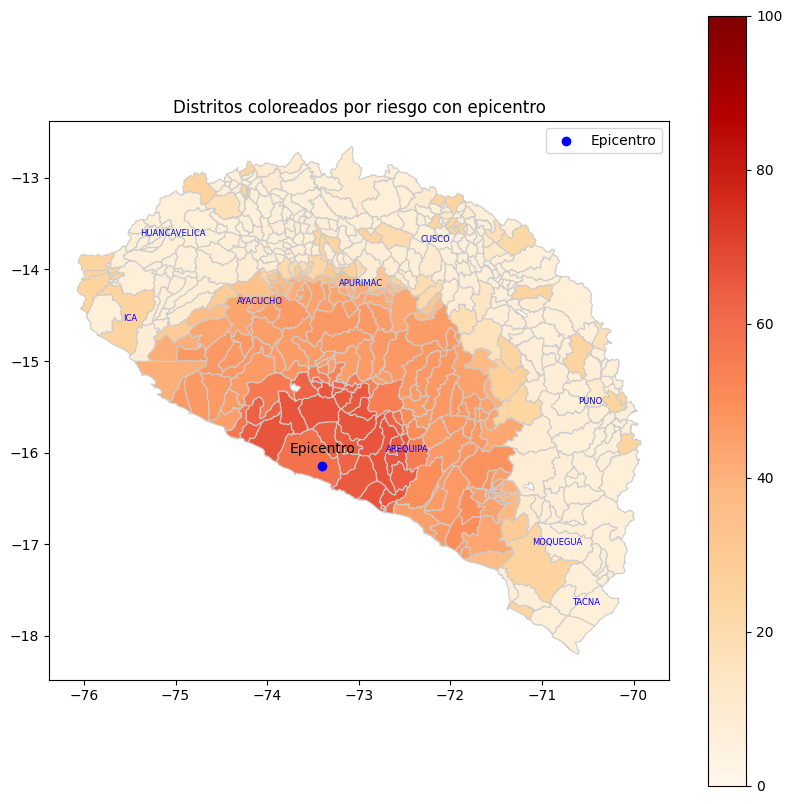 Distritos coloreados por riesgo con epicentro
Epicentro
−13
−14
−15
−16
−17
−18
−76
−75
−74
−73
−72
−71
−70
HUANCAVELICA
CUSCO
APURIMAC
AYACUCHO
ICA
PUNO
Epicentro
AREQUIPA
MOQUEGUA
TACNA
100
80
60
40
20
0